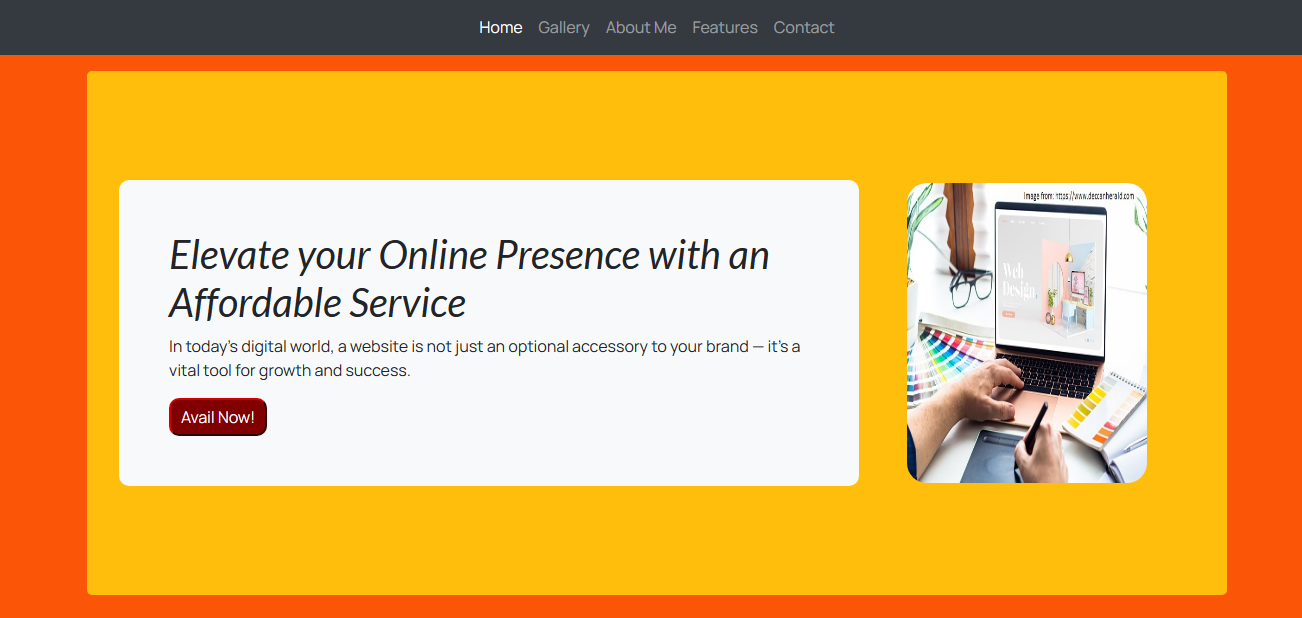 Home Gallery About Me Features Contact
Elevate your Online Presence with an
Affordable Service
In today's digital world, a website is not just an optional accessory to your brand — it's a
vital tool for growth and success.
Avail Now!
Image from: https://www.deccanherald.com
Web
Design.